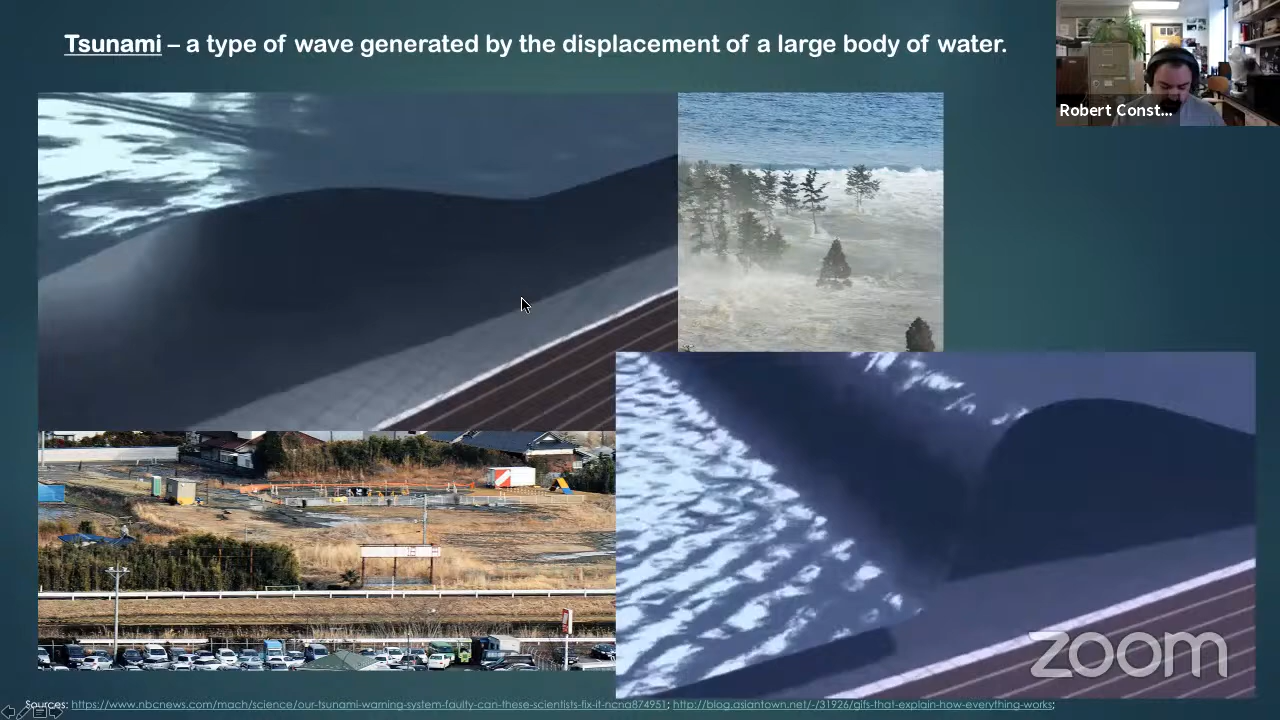 Tsunami – a type of wave generated by the displacement of a large body of water.
Robert Const...
zoom
Sources: https://www.nbcnews.com/mach/science/our-tsunami-warning-system-faulty-can-these-scientists-fix-it-ncna874951; http://blog.asiantown.net/-/31926/gifs-that-explain-how-everything-works;